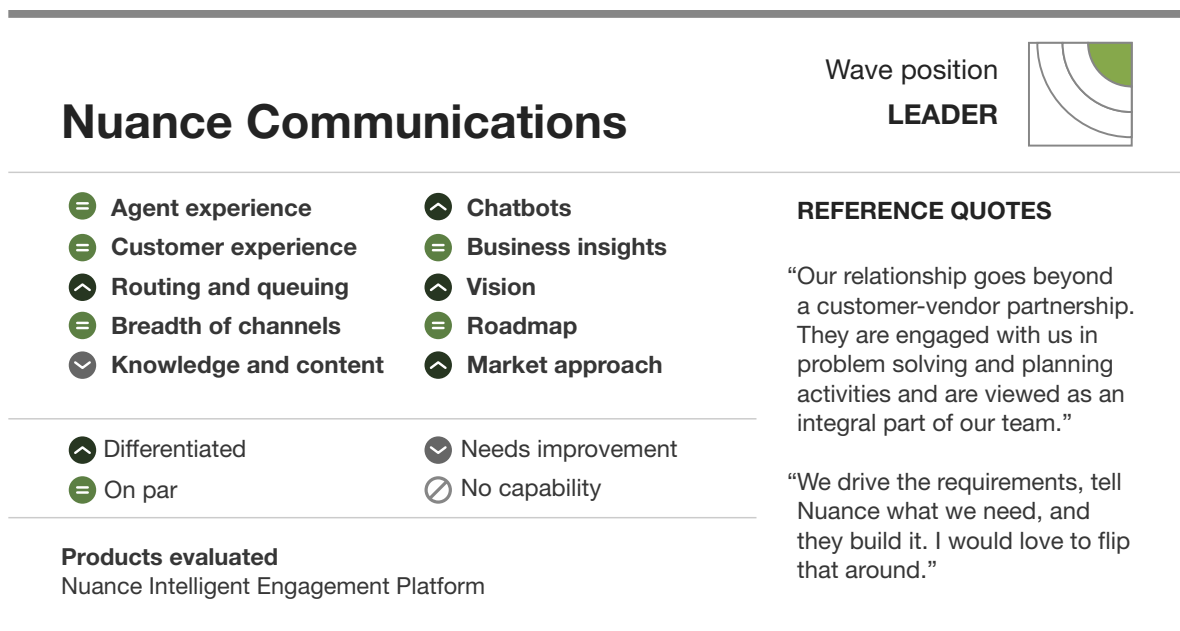 Nuance Communications
Wave position
LEADER
Agent experience
Customer experience
Routing and queuing
Breadth of channels
Knowledge and content
Chatbots
Business insights
Vision
Roadmap
Market approach
Differentiated
On par
Needs improvement
No capability
Products evaluated
Nuance Intelligent Engagement Platform
REFERENCE QUOTES
“Our relationship goes beyond
a customer-vendor partnership.
They are engaged with us in
problem solving and planning
activities and are viewed as an
integral part of our team.”
“We drive the requirements, tell
Nuance what we need, and
they build it. I would love to flip
that around.”